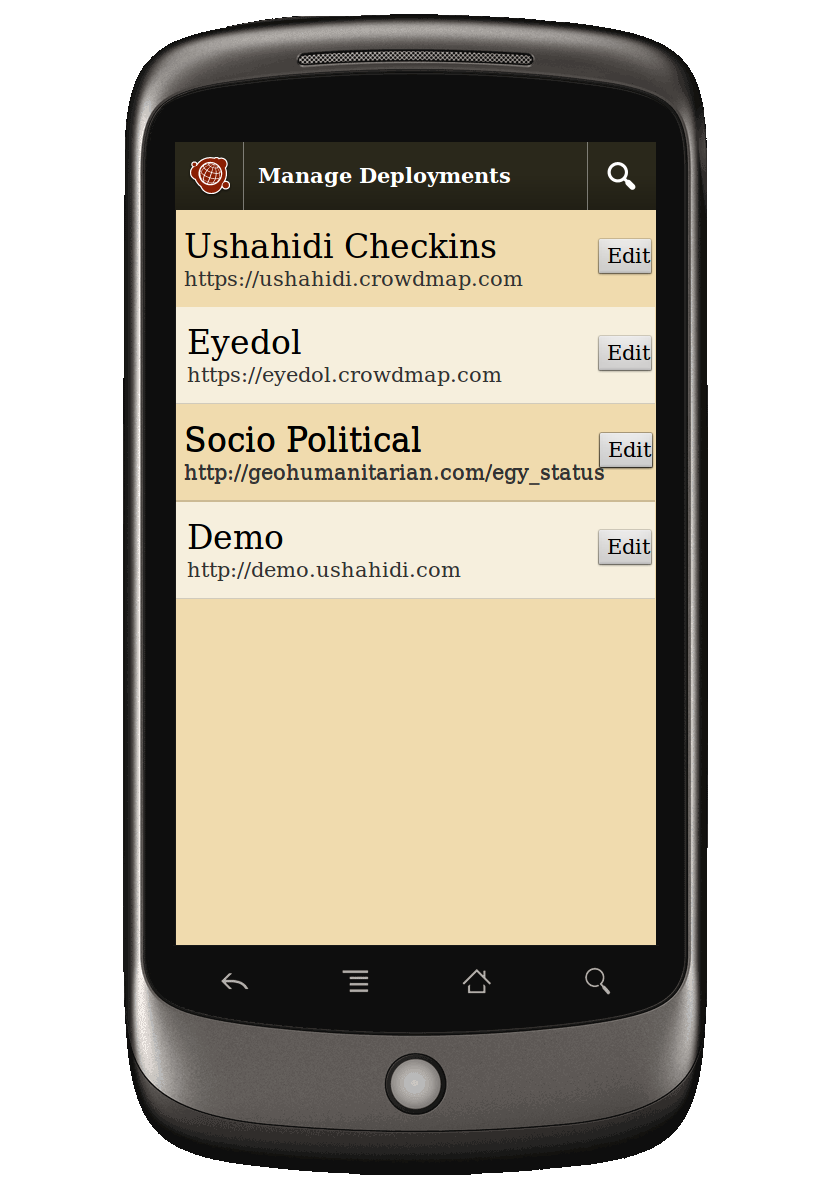 Manage Deployments
Ushahidi Checkins
https://ushahidi.crowdmap.com
Edit
Eyedol
https://eyedol.crowdmap.com
Edit
Socio Political
http://geohumanitarian.com/egy_status
Edit
Demo
http://demo.ushahidi.com
Edit